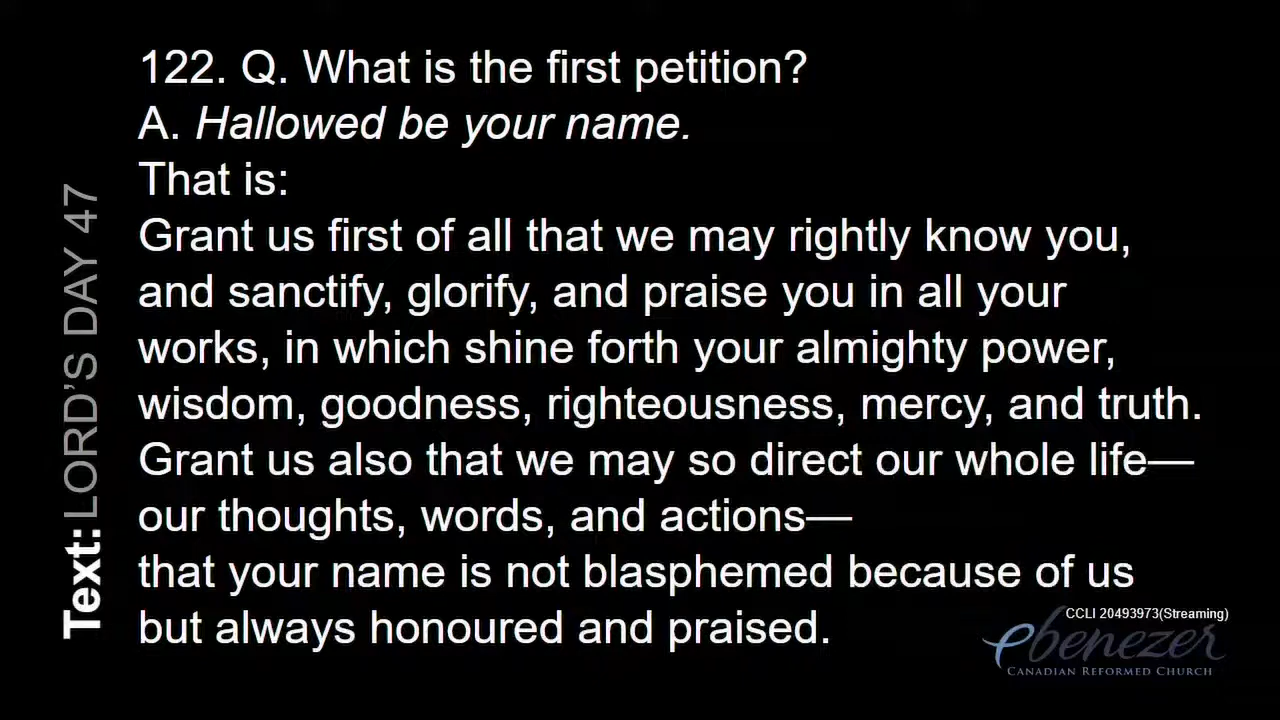 122. Q. What is the first petition?
A. Hallowed be your name.
That is:
Grant us first of all that we may rightly know you,
and sanctify, glorify, and praise you in all your
works, in which shine forth your almighty power,
wisdom, goodness, righteousness, mercy, and truth.
Grant us also that we may so direct our whole life—
our thoughts, words, and actions—
that your name is not blasphemed because of us
but always honoured and praised.
Text: LORD'S DAY 47
CCLI 20493973(Streaming)
ebenezer
CANADIAN REFORMED CHURCH